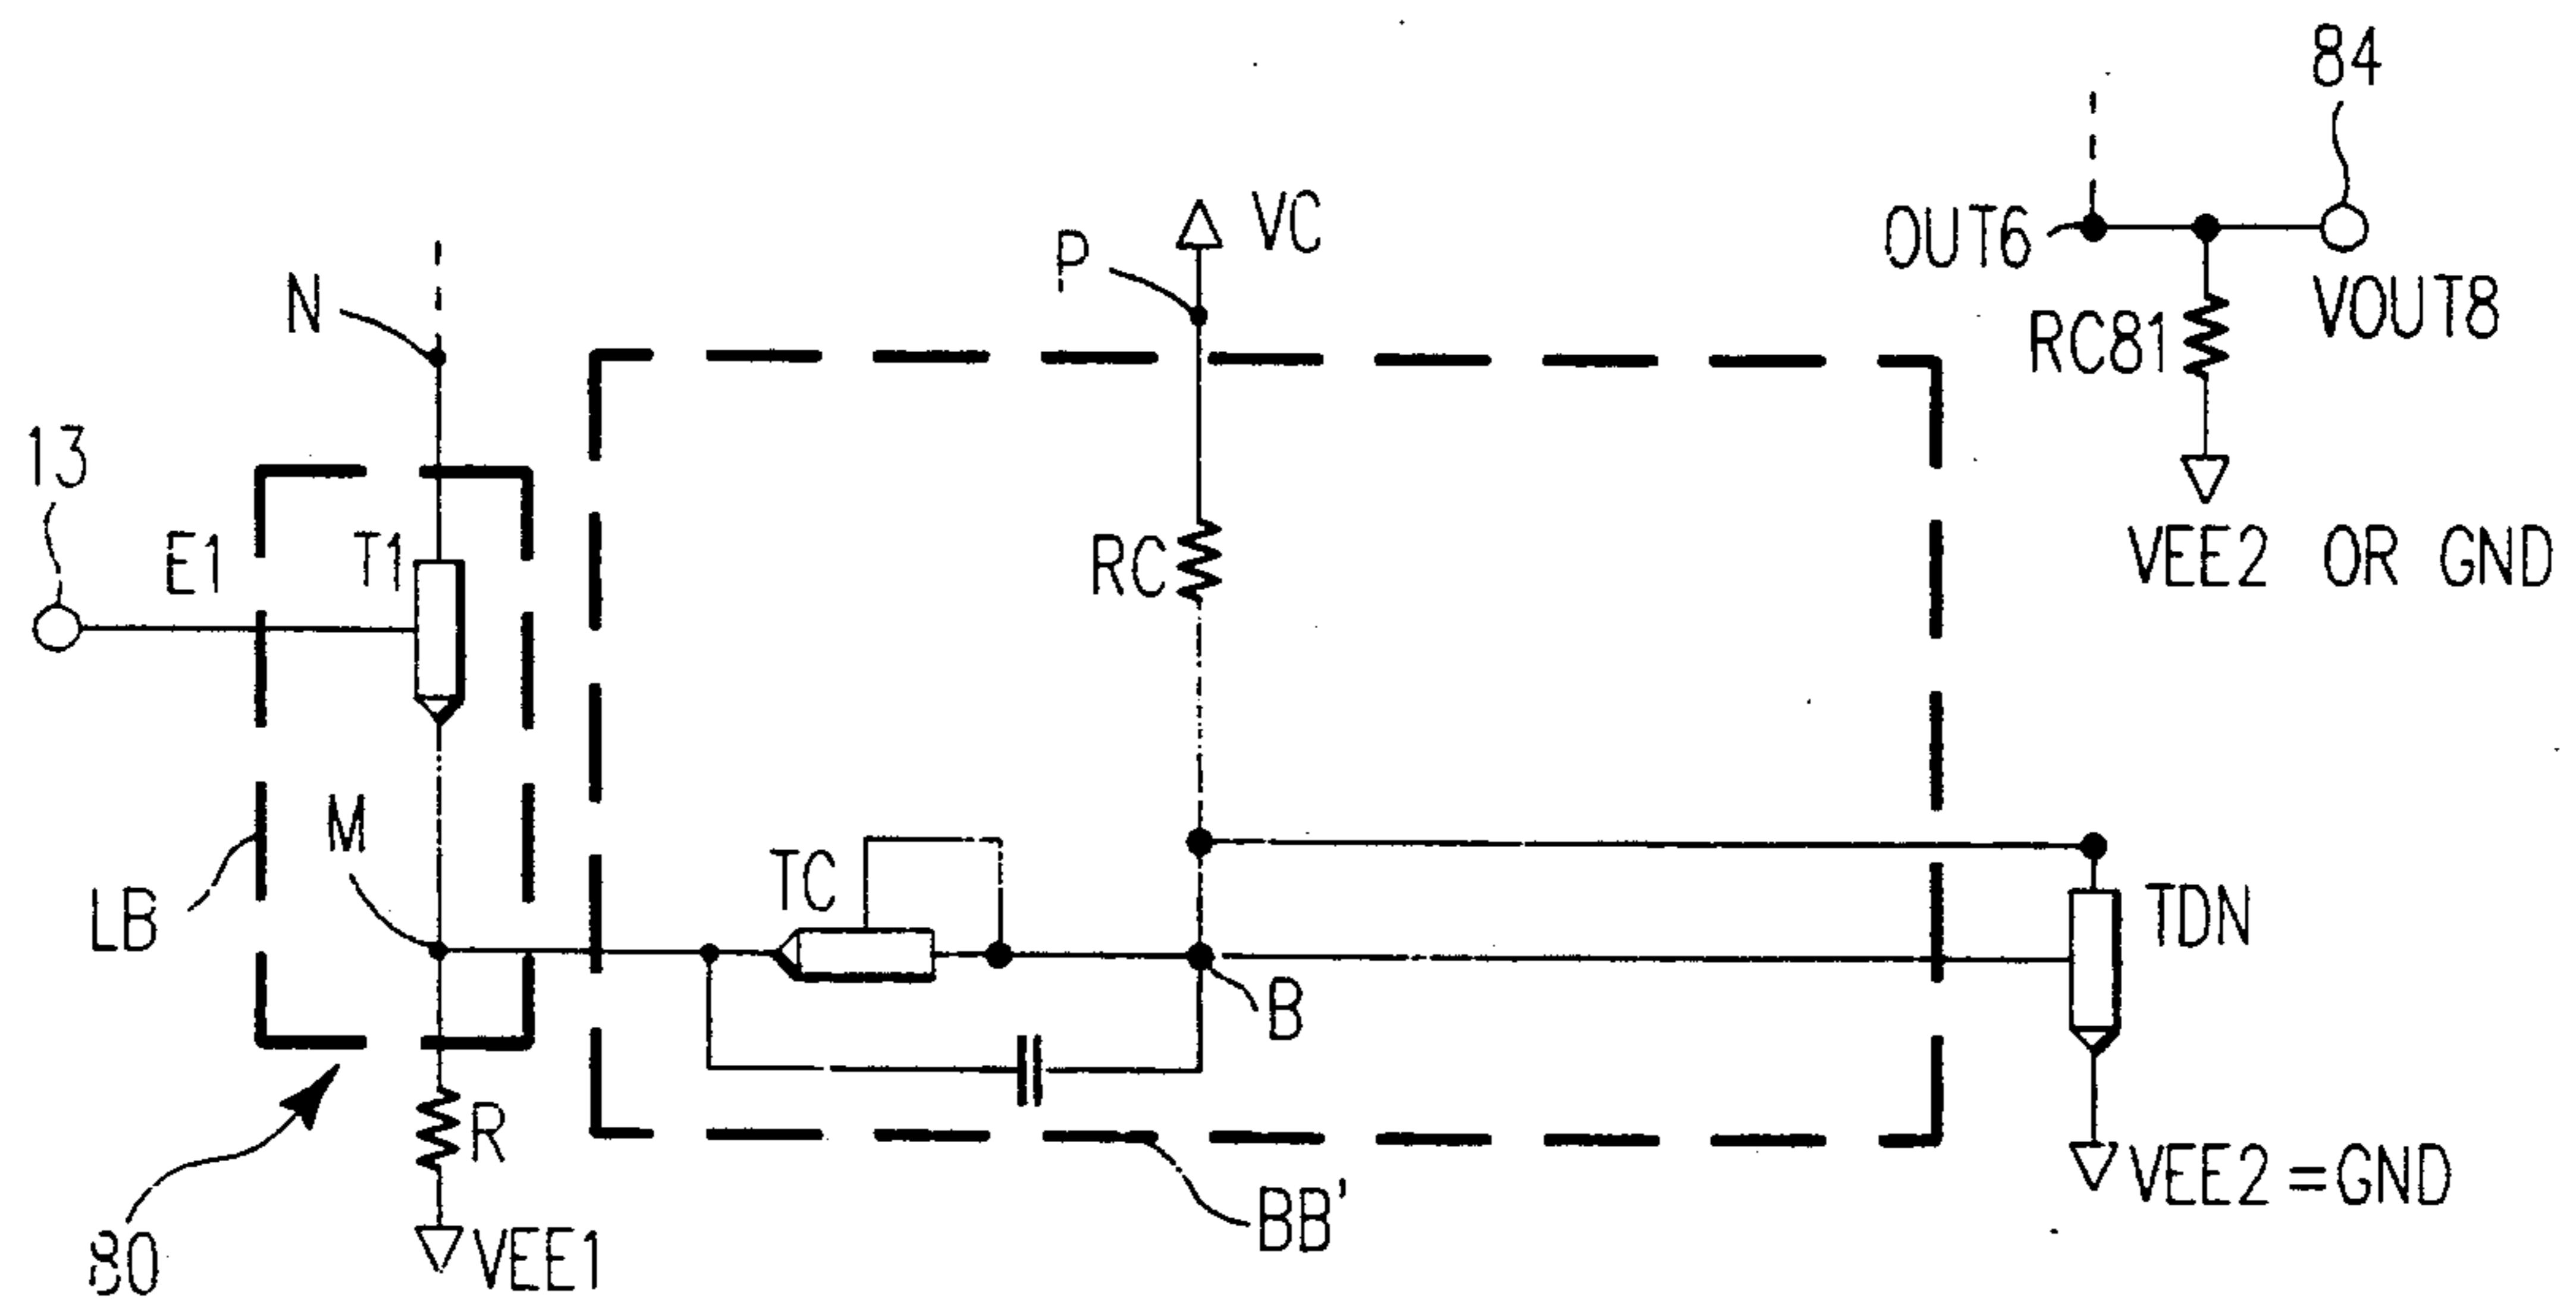 84
VC
P
OUT6
N
VOUT8
RC81
13
E1
T1
RC
VEE2 OR GND
M
TC
LB
TDN
B
R
VEE2=GND
BB'
80
VEE1